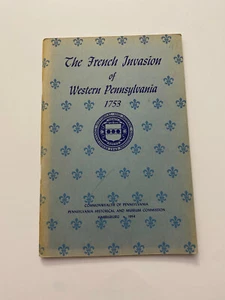 The French Invasion
of
Western Pennsylvania
1753
COMMONWEALTH OF PENNSYLVANIA
PENNSYLVANIA HISTORICAL AND MUSEUM COMMISSION
HARRISBURG